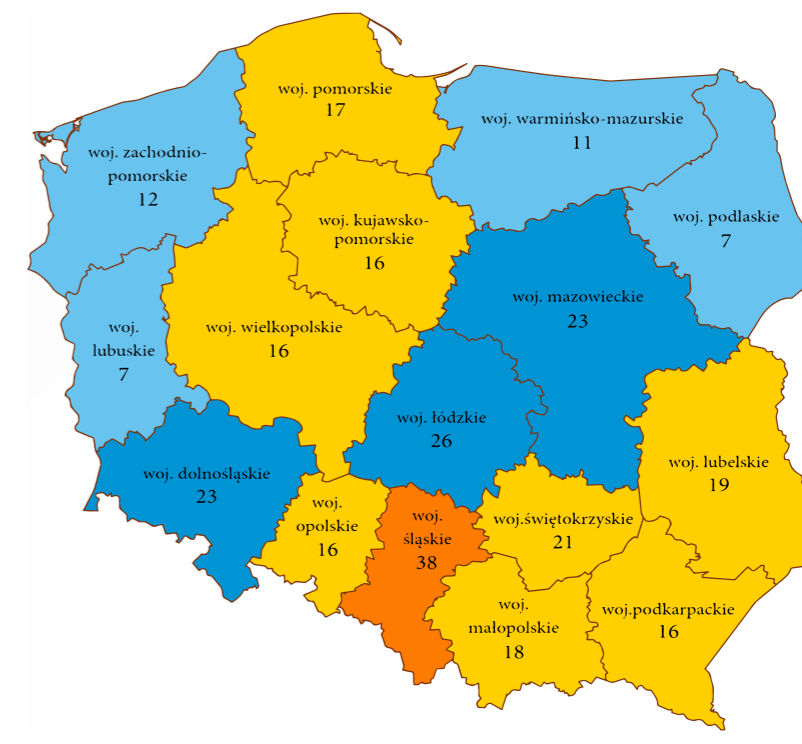 woj. pomorskie
17
woj. warmińsko-mazurskie
11
woj. zachodnio-
pomorskie
12
woj. podlaskie
7
woj. kujawsko-
pomorskie
16
woj. mazowieckie
23
woj.
lubuskie
7
woj. wielkopolskie
16
woj. łódzkie
26
woj. dolnośląskie
23
woj. lubelskie
19
woj.
opolskie
16
woj.
śląskie
38
woj.świętokrzyskie
21
woj.
małopolskie
18
woj.podkarpackie
16